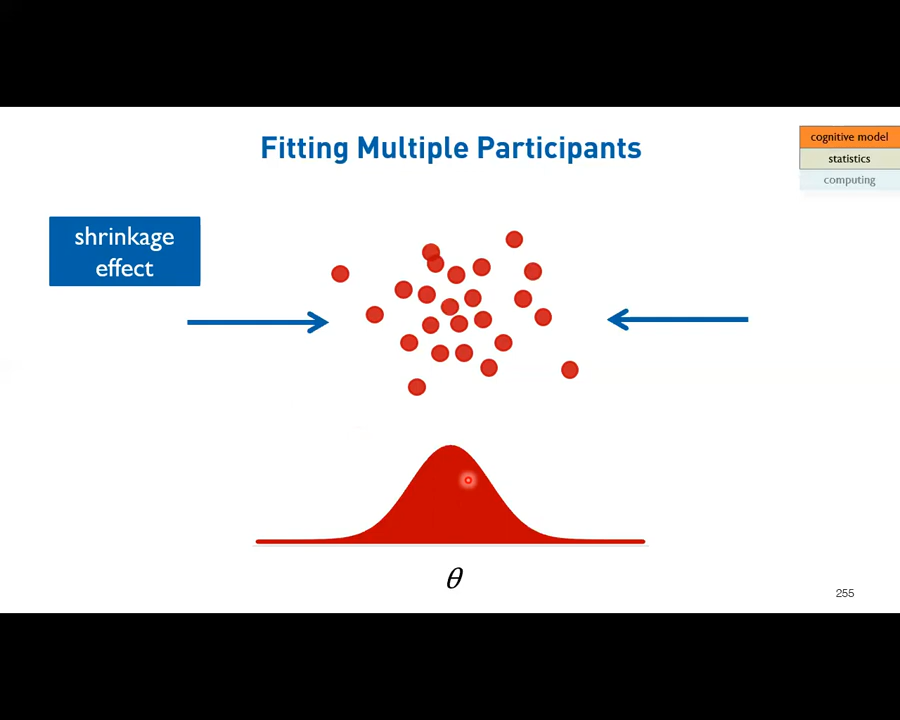 Fitting Multiple Participants
cognitive model
statistics
computing
shrinkage
effect
θ
255